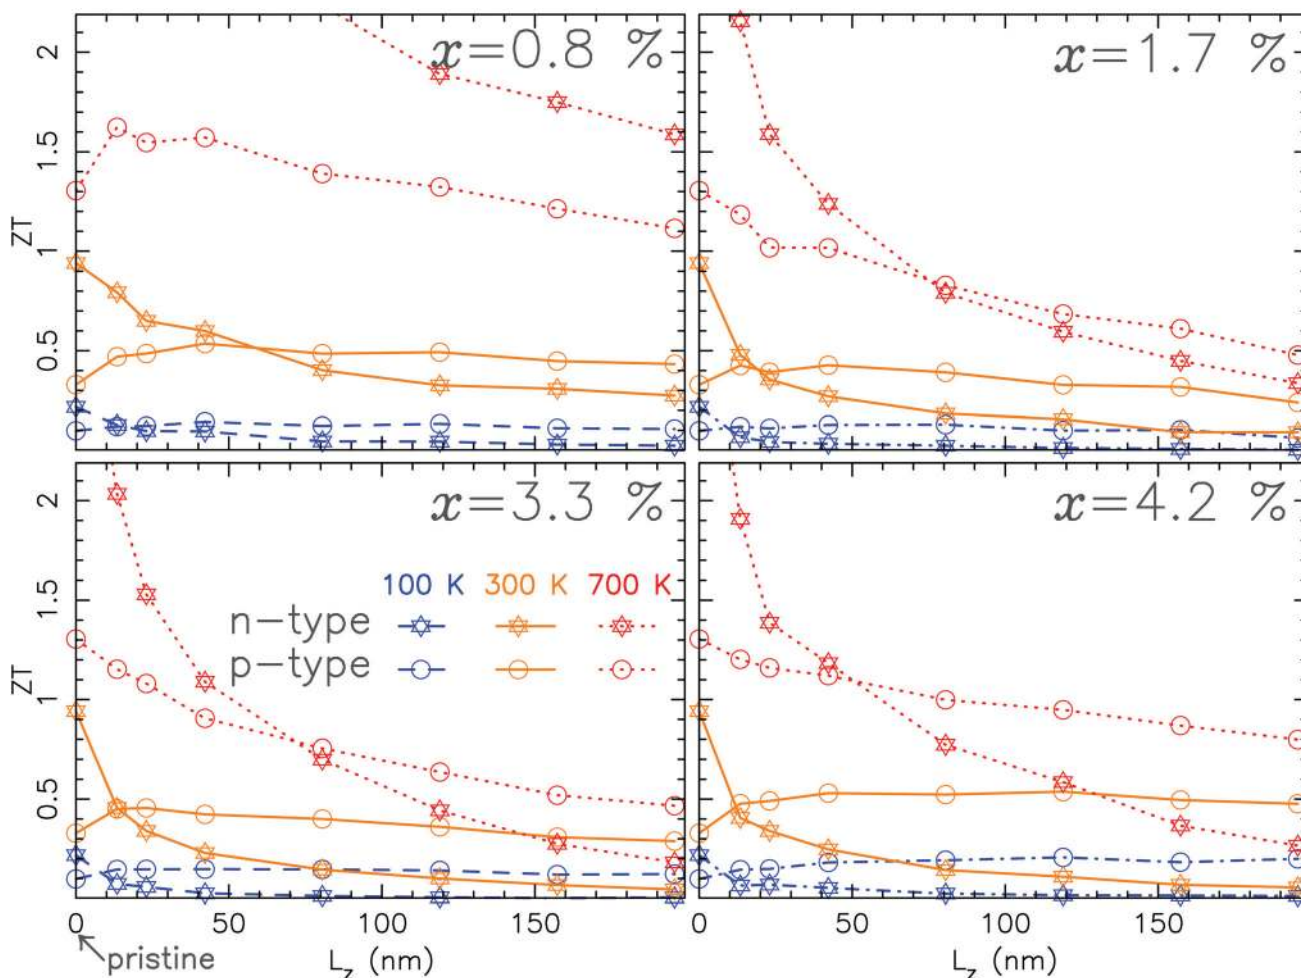 x=0.8 %
x=1.7 %
2
1.5
ZT
1
0.5
x=3.3 %
x=4.2 %
2
100 K 300 K 700 K
1.5
n-type
p-type
ZT
1
0.5
0 50 100 150 0 50 100 150
pristine L_z (nm) L_z (nm)